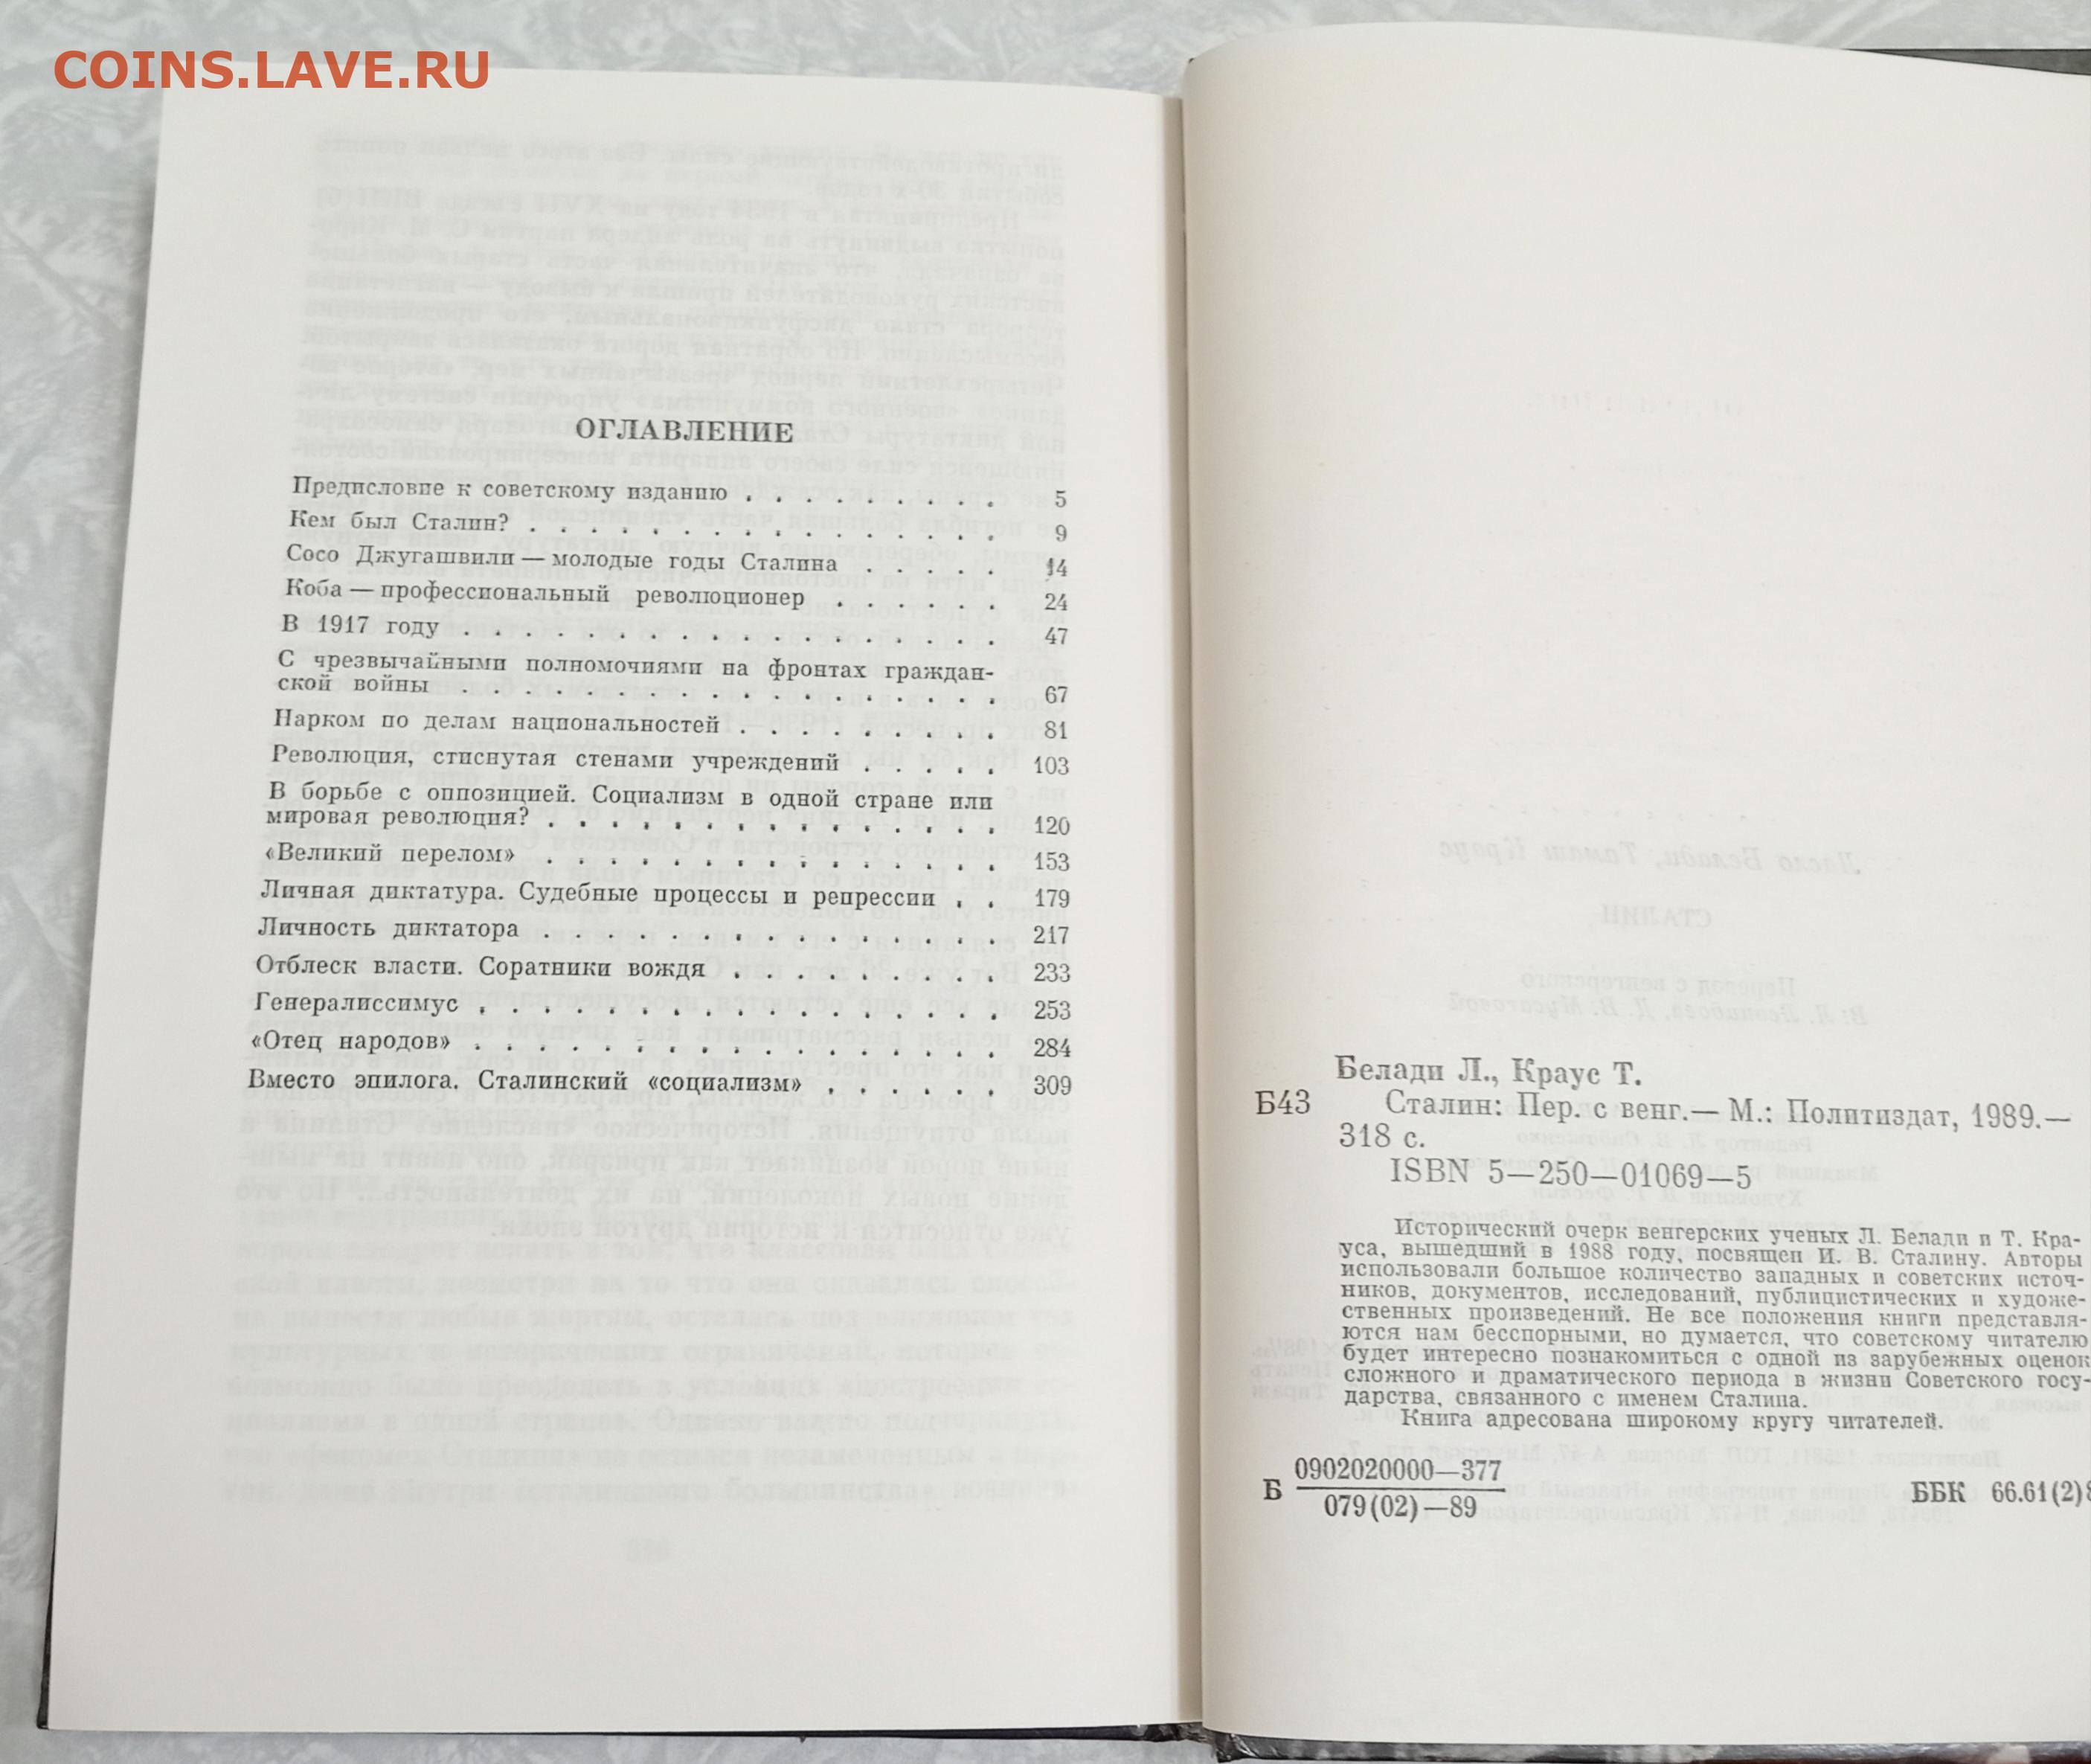 COINS.LAVE.RU
ОГЛАВЛЕНИЕ
Предисловие к советскому изданию . . . . . . . . . 5
Кем был Сталин? . . . . . . . . . . . . . . . . 9
Сосо Джугашвили — молодые годы Сталина . . . . . 14
Коба — профессиональный революционер . . . . . . 24
В 1917 году . . . . . . . . . . . . . . . . . . 47
С чрезвычайными полномочиями на фронтах граждан-
ской войны . . . . . . . . . . . . . . . . . . 67
Нарком по делам национальностей . . . . . . . . . 81
Революция, стиснутая стенами учреждений . . . . . 103
В борьбе с оппозицией. Социализм в одной стране или
мировая революция? . . . . . . . . . . . . . . . 120
«Великий перелом» . . . . . . . . . . . . . . . 153
Личная диктатура. Судебные процессы и репрессии . . 179
Личность диктатора . . . . . . . . . . . . . . . 217
Отблеск власти. Соратники вождя . . . . . . . . . 233
Генералиссимус . . . . . . . . . . . . . . . . . 253
«Отец народов» . . . . . . . . . . . . . . . . . 284
Вместо эпилога. Сталинский «социализм» . . . . . . 309
Белади Л., Краус Т.
Б43 Сталин: Пер. с венг.— М.: Политиздат, 1989.—
318 с.
ISBN 5—250—01069—5
Исторический очерк венгерских ученых Л. Белади и Т. Кра-
уса, вышедший в 1988 году, посвящен И. В. Сталину. Авторы
использовали большое количество западных и советских источ-
ников, документов, исследований, публицистических и художе-
ственных произведений. Не все положения книги представля-
ются нам бесспорными, но думается, что советскому читателю
будет интересно познакомиться с одной из зарубежных оценок
сложного и драматического периода в жизни Советского госу-
дарства, связанного с именем Сталина.
Книга адресована широкому кругу читателей.
0902020000—377
Б
079(02)—89
ББК 66.61(2)8